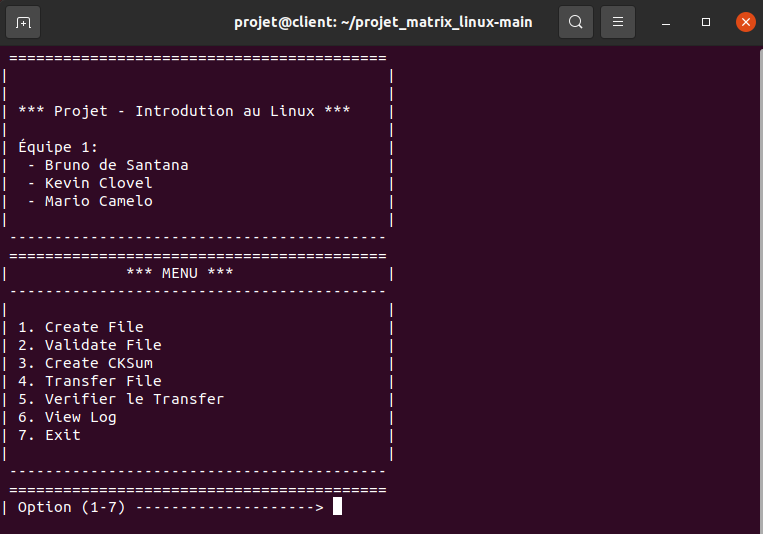 projet@client: ~/projet_matrix_linux-main
==========================================
| |
| |
| *** Projet - Introdution au Linux *** |
| |
| Équipe 1: |
| - Bruno de Santana |
| - Kevin Clovel |
| - Mario Camelo |
| |
------------------------------------------
==========================================
| *** MENU *** |
------------------------------------------
| |
| 1. Create File |
| 2. Validate File |
| 3. Create CKSum |
| 4. Transfer File |
| 5. Verifier le Transfer |
| 6. View Log |
| 7. Exit |
| |
------------------------------------------
==========================================
| Option (1-7) -------------------->